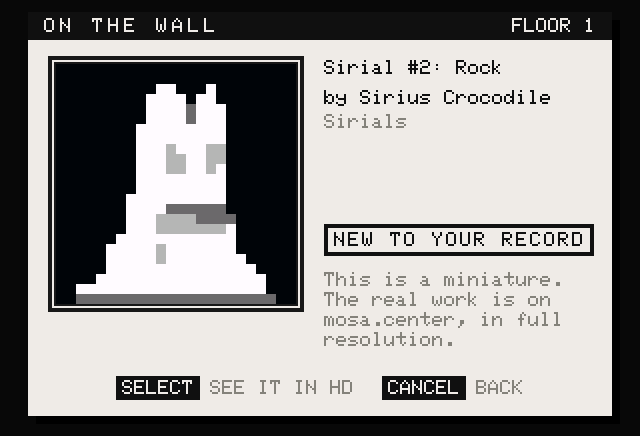 ON THE WALL
FLOOR 1
Sirial #2: Rock
by Sirius Crocodile
Sirials
NEW TO YOUR RECORD
This is a miniature.
The real work is on
mosa.center, in full
resolution.
SELECT SEE IT IN HD CANCEL BACK